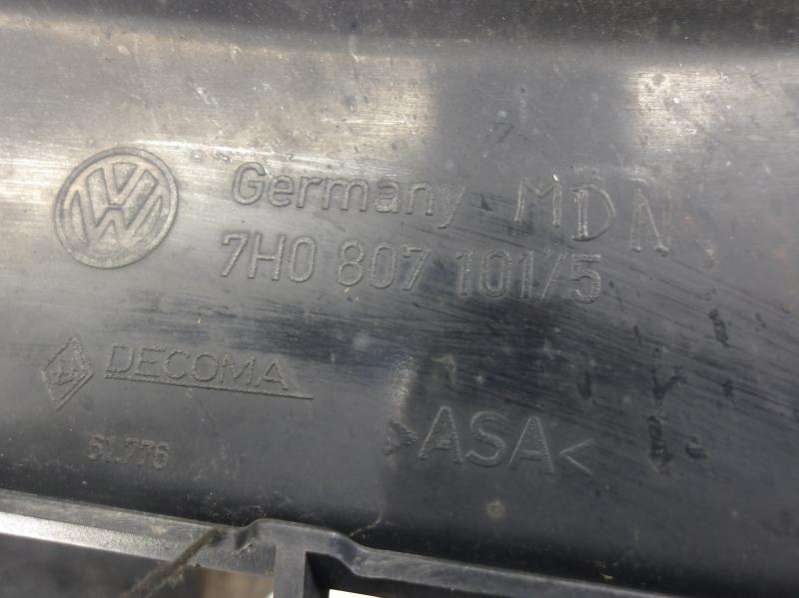 Germany MDN
7H0 807 101/5
DECOMA
51.776
>ASA<